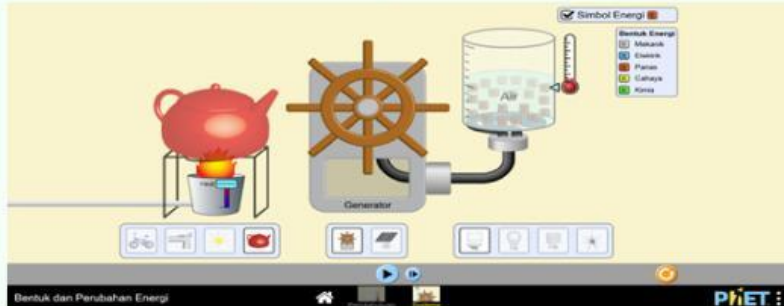 Simbol Energi
Bentuk Energi
Mekanik
Elektrik
Panas
Cahaya
Kimia
Air
Generator
Bentuk dan Perubahan Energi
PhET